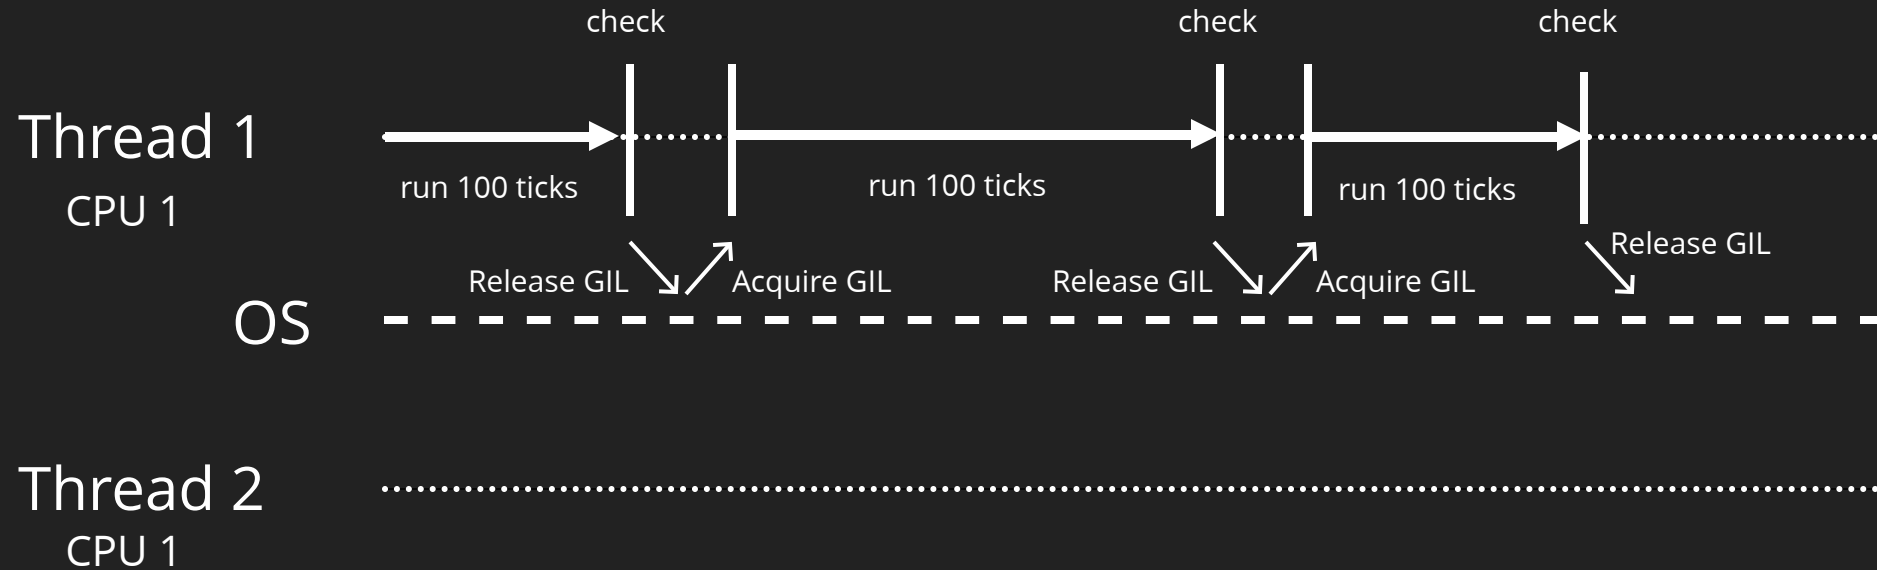 check
check
check
Thread 1
run 100 ticks
run 100 ticks
run 100 ticks
CPU 1
Release GIL
Acquire GIL
Release GIL
Acquire GIL
Release GIL
OS
Thread 2
CPU 1